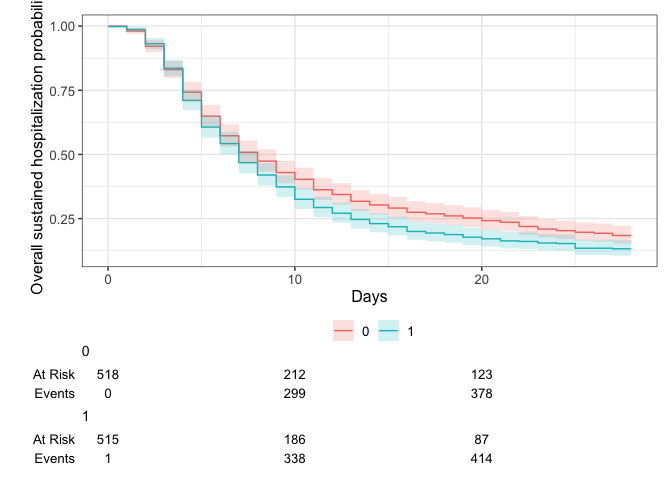 Overall sustained hospitalization probabili
1.00
0.75
0.50
0.25
0 10 20
Days
0 1
0
At Risk 518 212 123
Events 0 299 378
1
At Risk 515 186 87
Events 1 338 414